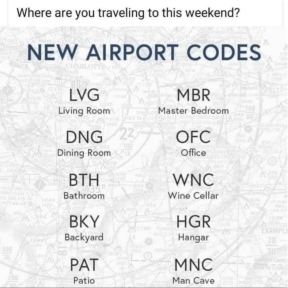 Where are you traveling to this weekend?
NEW AIRPORT CODES
LVG
Living Room
MBR
Master Bedroom
DNG
Dining Room
OFC
Office
BTH
Bathroom
WNC
Wine Cellar
BKY
Backyard
HGR
Hangar
PAT
Patio
MNC
Man Cave